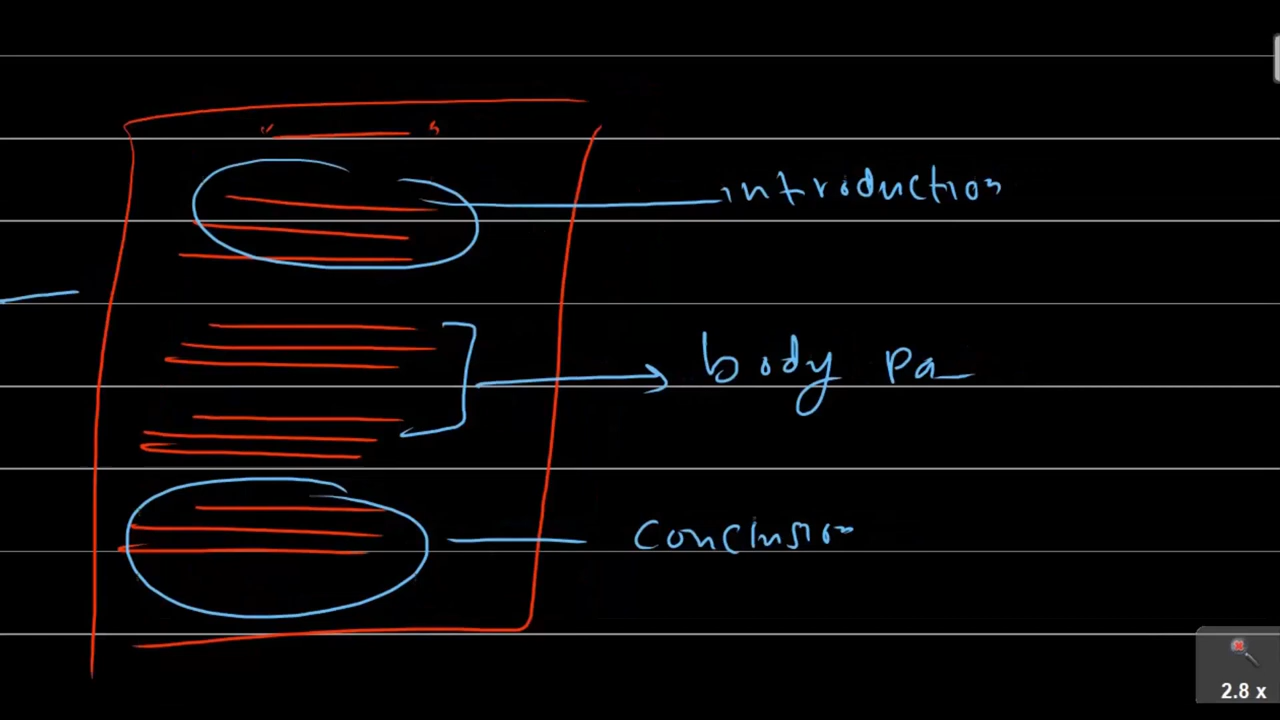 introduction
body pa
conclusion
2.8 x